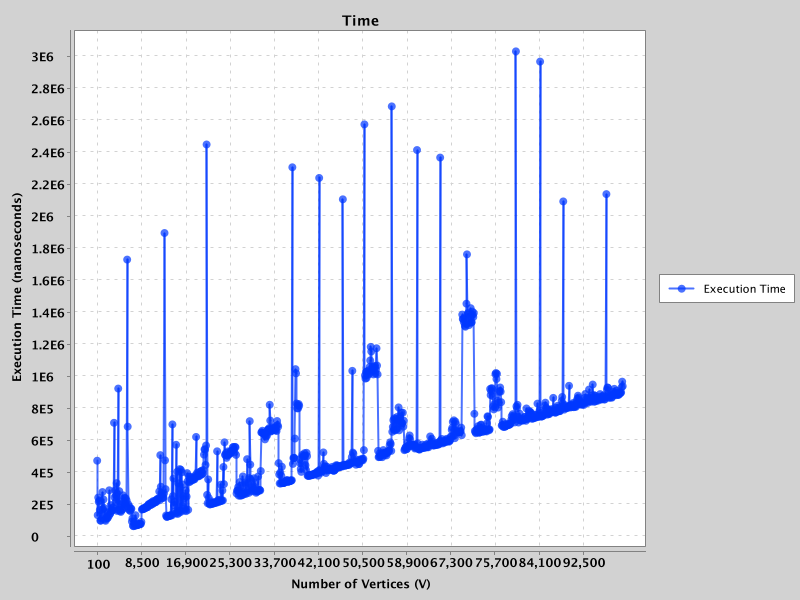 Time
Execution Time (nanoseconds)
3E6
2.8E6
2.6E6
2.4E6
2.2E6
2E6
1.8E6
1.6E6
1.4E6
1.2E6
1E6
8E5
6E5
4E5
2E5
0
100 8,500 16,900 25,300 33,700 42,100 50,500 58,900 67,300 75,700 84,100 92,500
Number of Vertices (V)
Execution Time